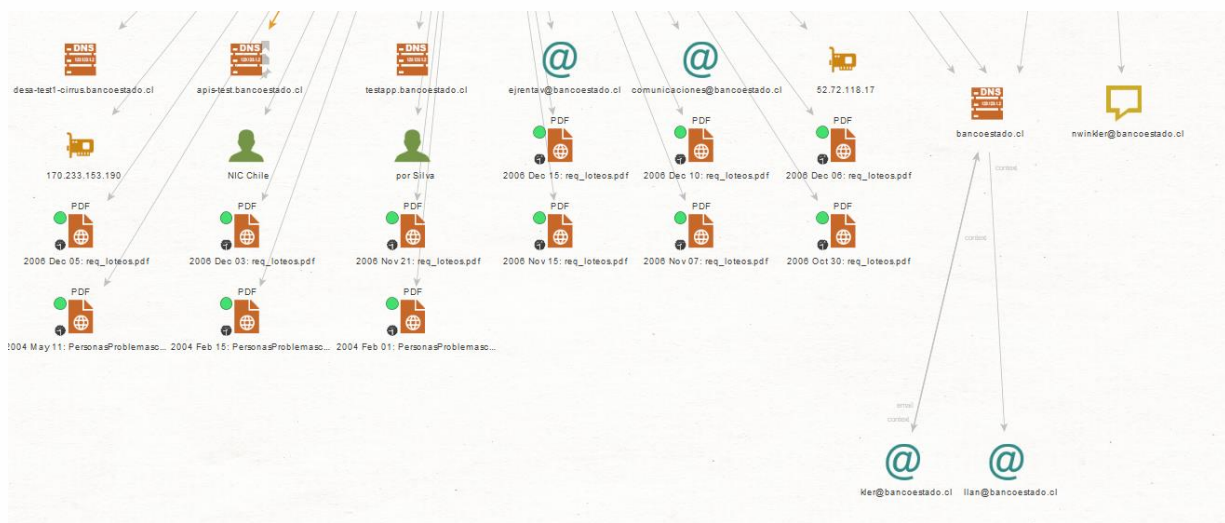 DNS
DNS
DNS
desa-test1-cirrus.bancoestado.cl
apis-test.bancoestado.cl
testapp.bancoestado.cl
ejrentav@bancoestado.cl
comunicaciones@bancoestado.cl
52.72.118.17
DNS
bancoestado.cl
nwinkler@bancoestado.cl
170.233.153.190
NIC Chile
por Silva
PDF
2006 Dec 15: req_loteos.pdf
PDF
2006 Dec 10: req_loteos.pdf
PDF
2006 Dec 06: req_loteos.pdf
context
PDF
2006 Dec 05: req_loteos.pdf
PDF
2006 Dec 03: req_loteos.pdf
PDF
2006 Nov 21: req_loteos.pdf
PDF
2006 Nov 15: req_loteos.pdf
PDF
2006 Nov 07: req_loteos.pdf
PDF
2006 Oct 30: req_loteos.pdf
context
PDF
2004 May 11: PersonasProblemasc...
PDF
2004 Feb 15: PersonasProblemasc...
PDF
2004 Feb 01: PersonasProblemasc...
email
context
kler@bancoestado.cl
llan@bancoestado.cl